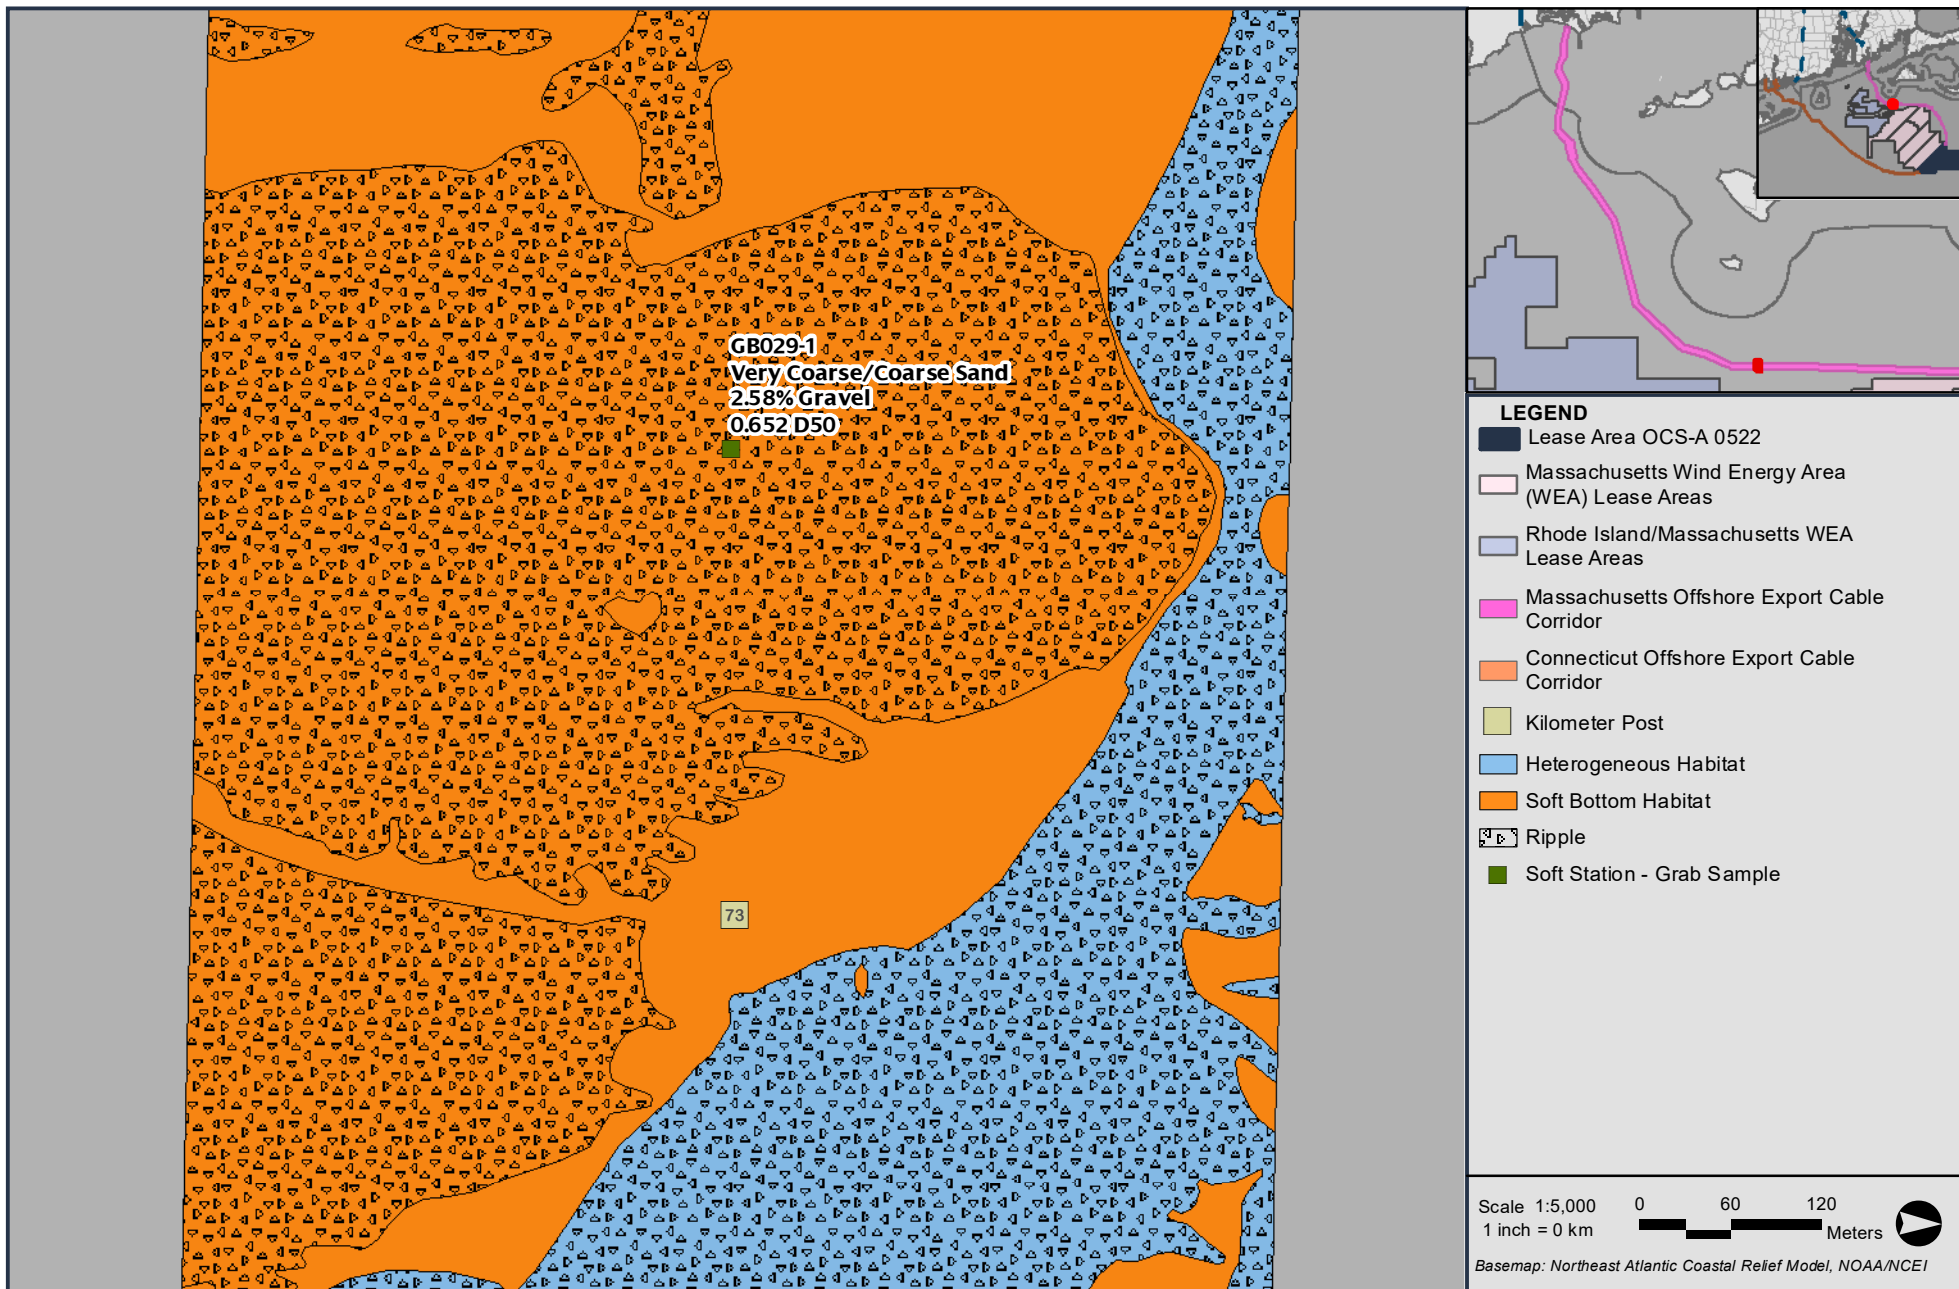 GB029-1
Very Coarse/Coarse Sand
2.58% Gravel
0.652 D50
73
LEGEND
Lease Area OCS-A 0522
Massachusetts Wind Energy Area
(WEA) Lease Areas
Rhode Island/Massachusetts WEA
Lease Areas
Massachusetts Offshore Export Cable
Corridor
Connecticut Offshore Export Cable
Corridor
Kilometer Post
Heterogeneous Habitat
Soft Bottom Habitat
Ripple
Soft Station - Grab Sample
Scale 1:5,000
1 inch = 0 km
0 60 120
Meters
Basemap: Northeast Atlantic Coastal Relief Model, NOAA/NCEI